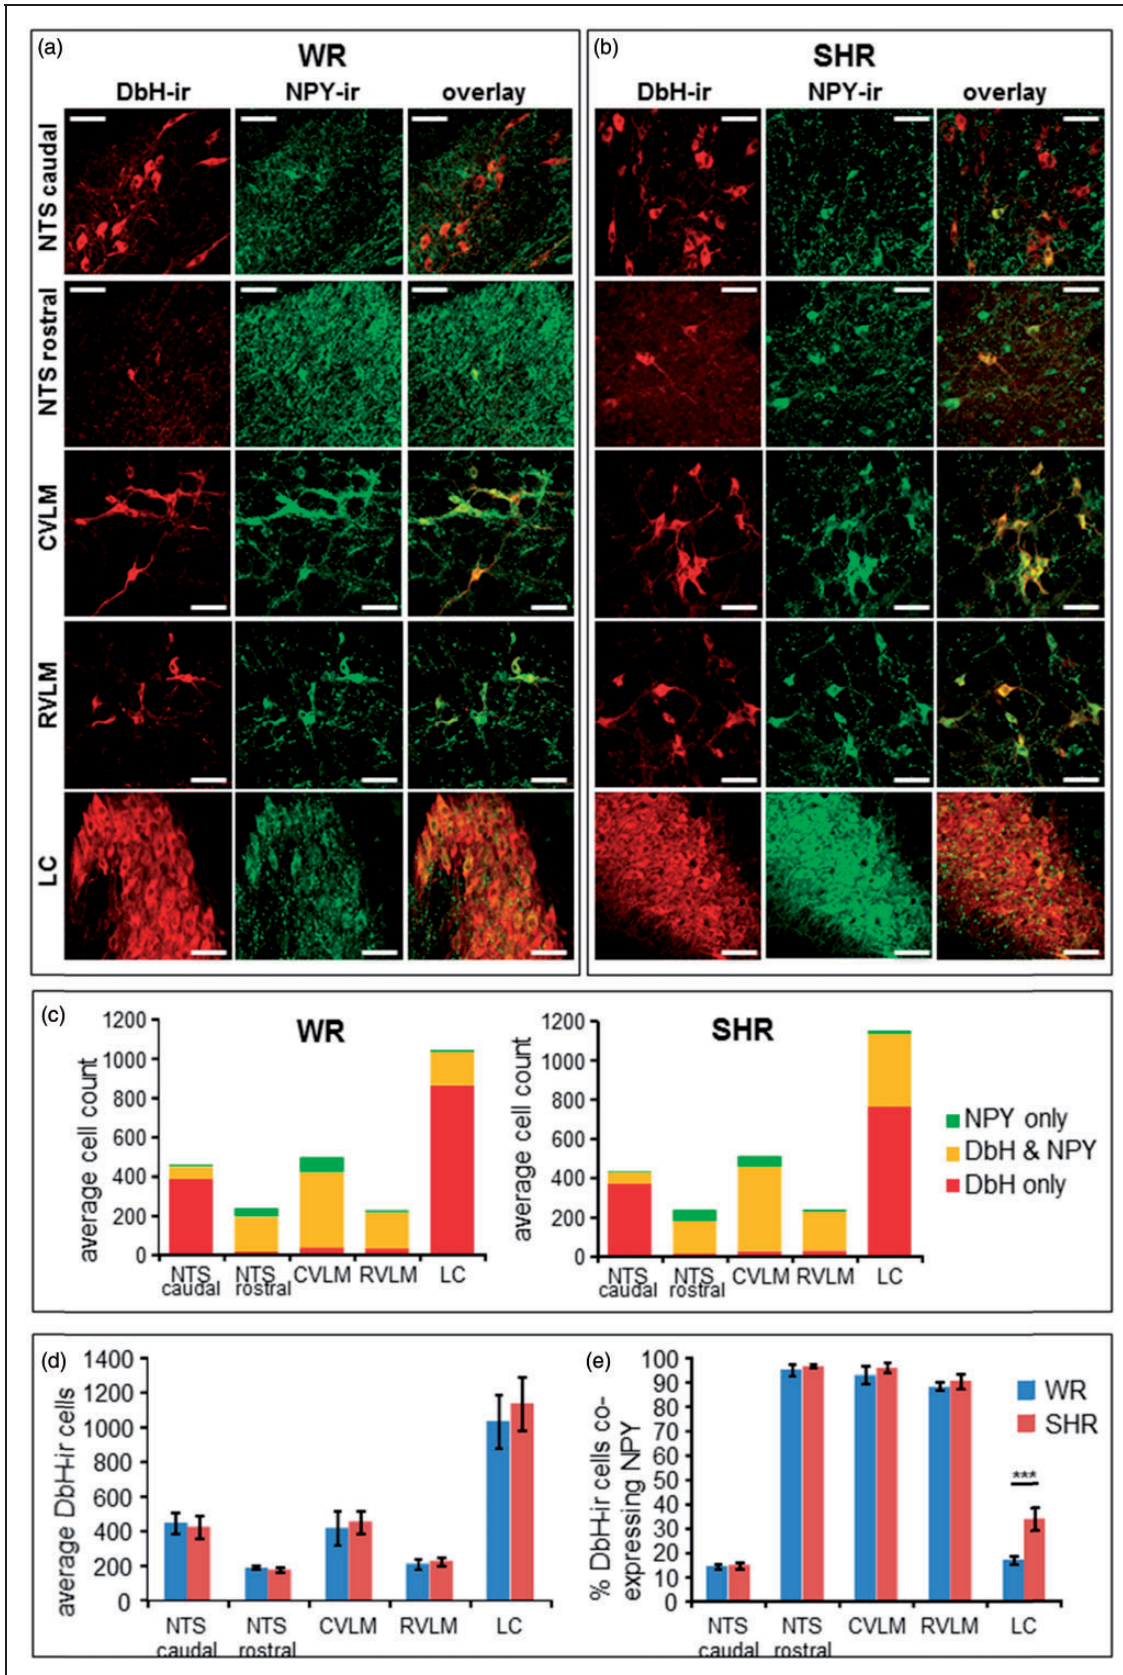 (a)
WR
DbH-ir NPY-ir overlay
NTS caudal
NTS rostral
CVLM
RVLM
LC
(b)
SHR
DbH-ir NPY-ir overlay
(c)
WR
average cell count
1200
1000
800
600
400
200
0
NTS caudal
NTS rostral
CVLM
RVLM
LC
SHR
average cell count
1200
1000
800
600
400
200
0
NTS caudal
NTS rostral
CVLM
RVLM
LC
NPY only
DbH & NPY
DbH only
(d)
average DbH-ir cells
1400
1200
1000
800
600
400
200
0
NTS caudal
NTS rostral
CVLM
RVLM
LC
(e)
% DbH-ir cells co-
expressing NPY
100
90
80
70
60
50
40
30
20
10
0
NTS caudal
NTS rostral
CVLM
RVLM
LC
WR
SHR
***